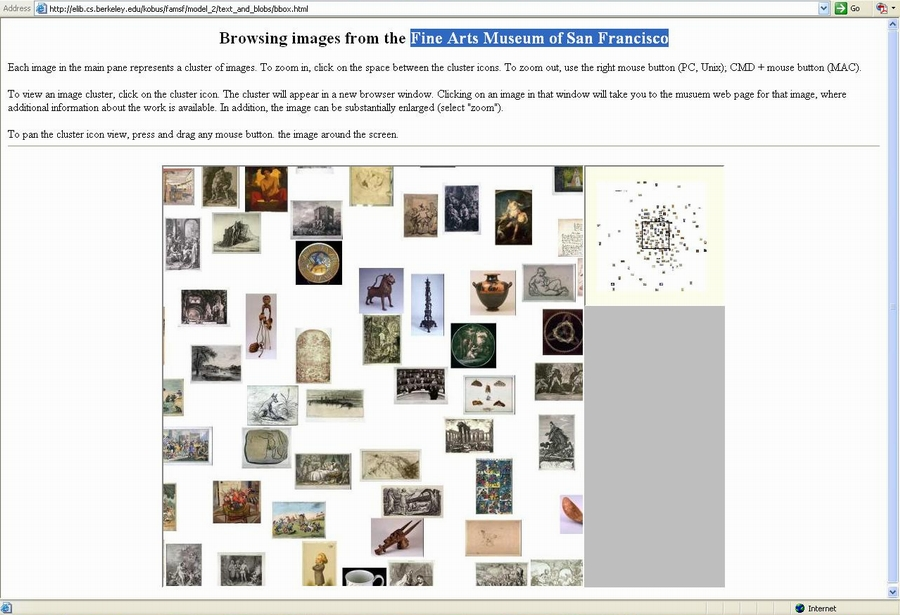 Address http://elib.cs.berkeley.edu/kobus/famsf/model_2/text_and_blobs/bbox.html Go
Browsing images from the Fine Arts Museum of San Francisco
Each image in the main pane represents a cluster of images. To zoom in, click on the space between the cluster icons. To zoom out, use the right mouse button (PC, Unix); CMD + mouse button (MAC).
To view an image cluster, click on the cluster icon. The cluster will appear in a new browser window. Clicking on an image in that window will take you to the musuem web page for that image, where
additional information about the work is available. In addition, the image can be substantially enlarged (select "zoom").
To pan the cluster icon view, press and drag any mouse button. the image around the screen.
Internet